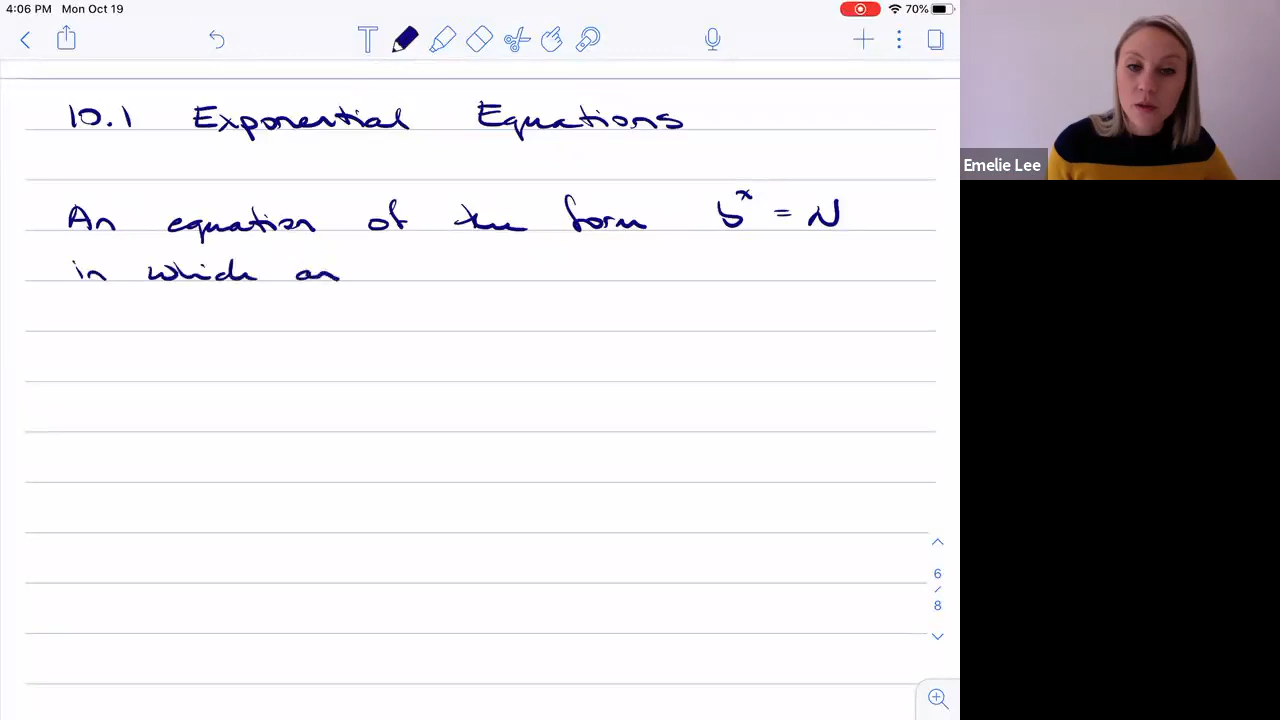 4:06 PM Mon Oct 19
70%
T
10.1 Exponential Equations
An equation of the form bˣ = N
in which an
Emelie Lee
6
/
8